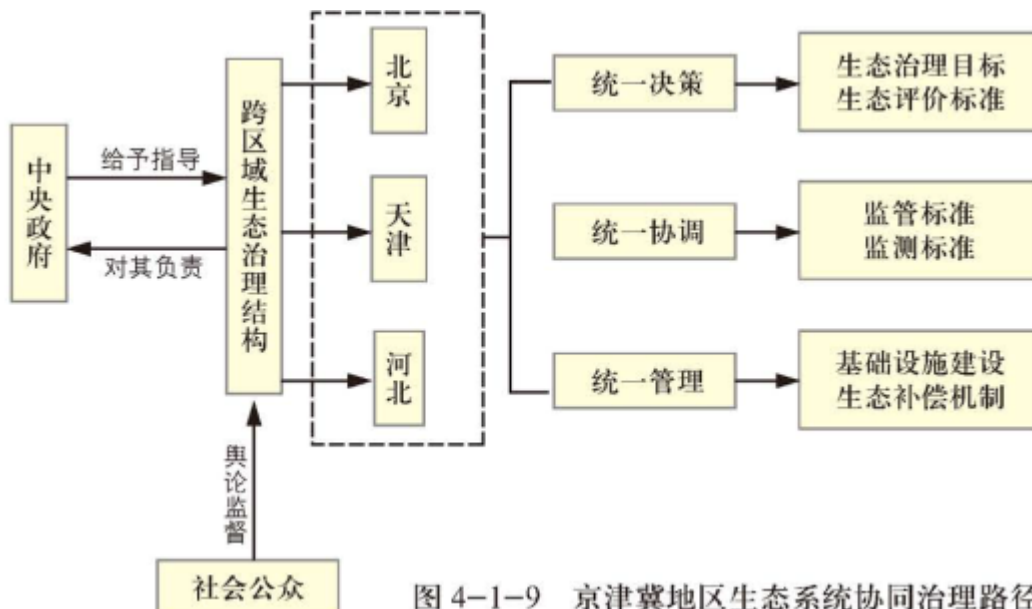 中央政府
给予指导
对其负责
跨区域生态治理结构
北京
天津
河北
统一决策
生态治理目标
生态评价标准
统一协调
监管标准
监测标准
统一管理
基础设施建设
生态补偿机制
舆论监督
社会公众
图 4-1-9 京津冀地区生态系统协同治理路径